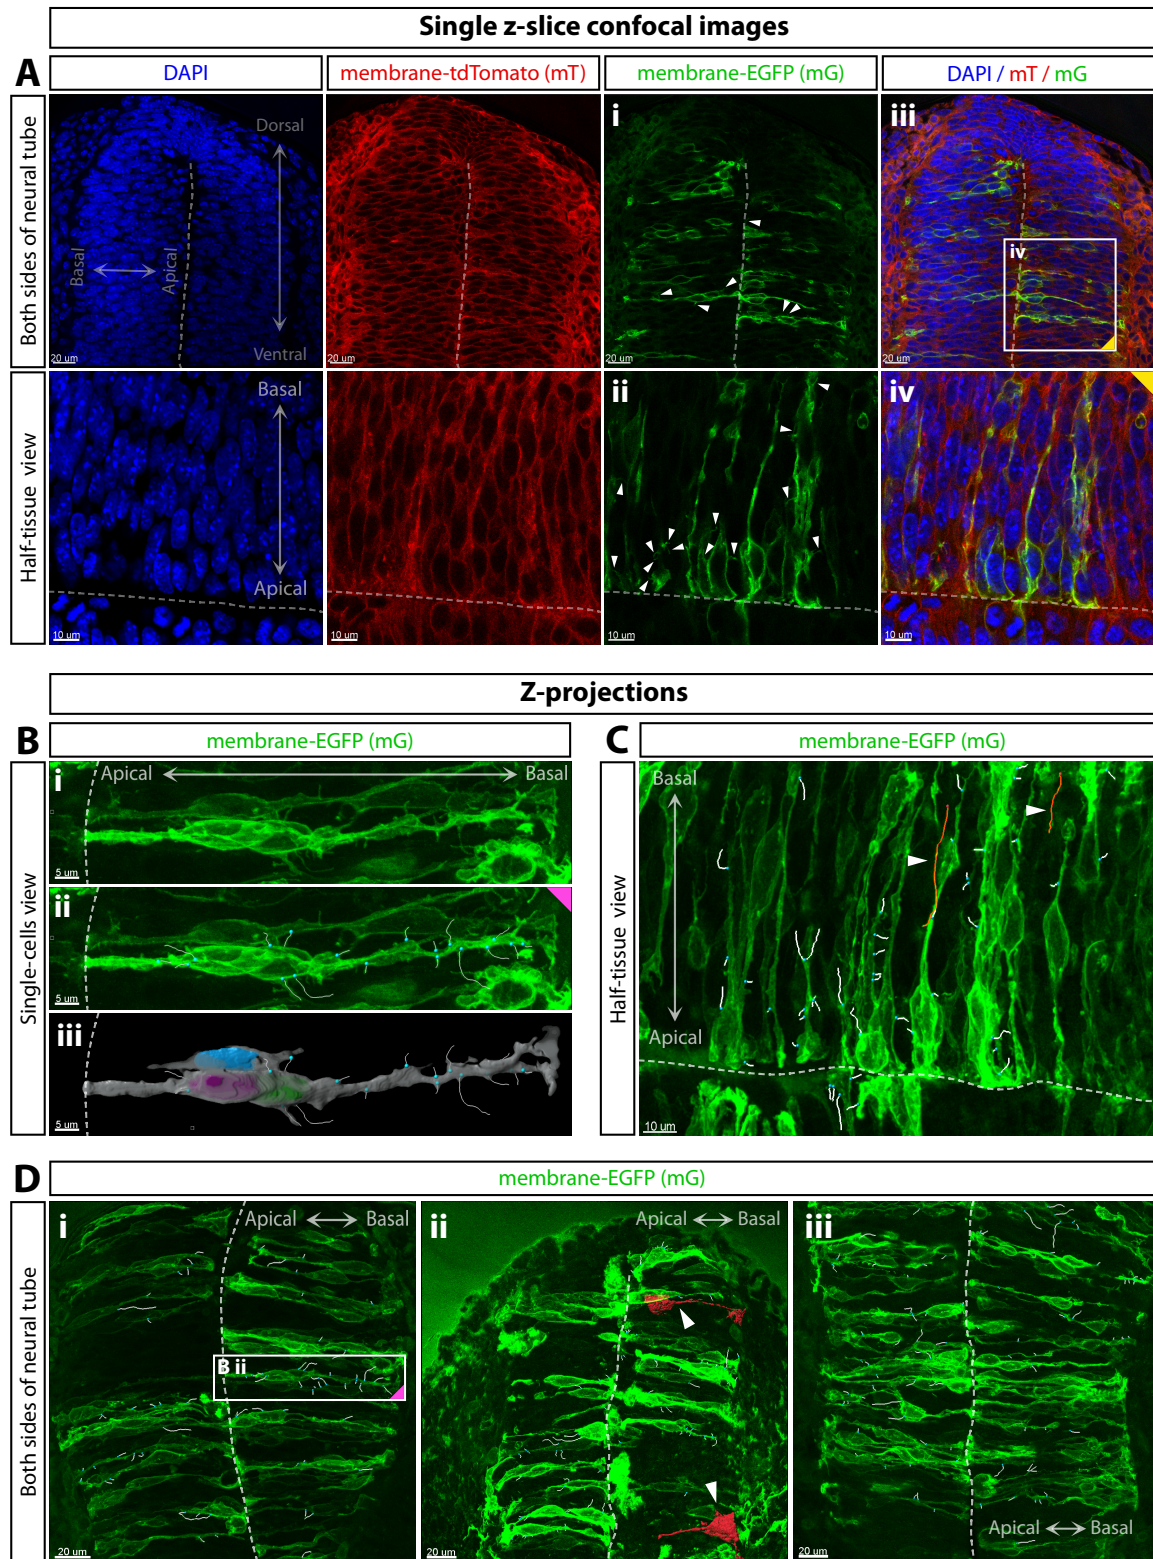 Single z-slice confocal images
A
DAPI
membrane-tdTomato (mT)
membrane-EGFP (mG)
DAPI / mT / mG
Both sides of neural tube
Dorsal
Basal
Apical
Ventral
20 um
20 um
i
20 um
iii
iv
20 um
Half-tissue view
Basal
Apical
10 um
10 um
ii
10 um
iv
10 um
Z-projections
B
membrane-EGFP (mG)
Single-cells view
i
Apical
Basal
5 um
ii
5 um
iii
5 um
C
membrane-EGFP (mG)
Half-tissue view
Basal
Apical
10 um
D
membrane-EGFP (mG)
Both sides of neural tube
i
Apical
Basal
B ii
20 um
ii
Apical
Basal
20 um
iii
Apical
Basal
20 um